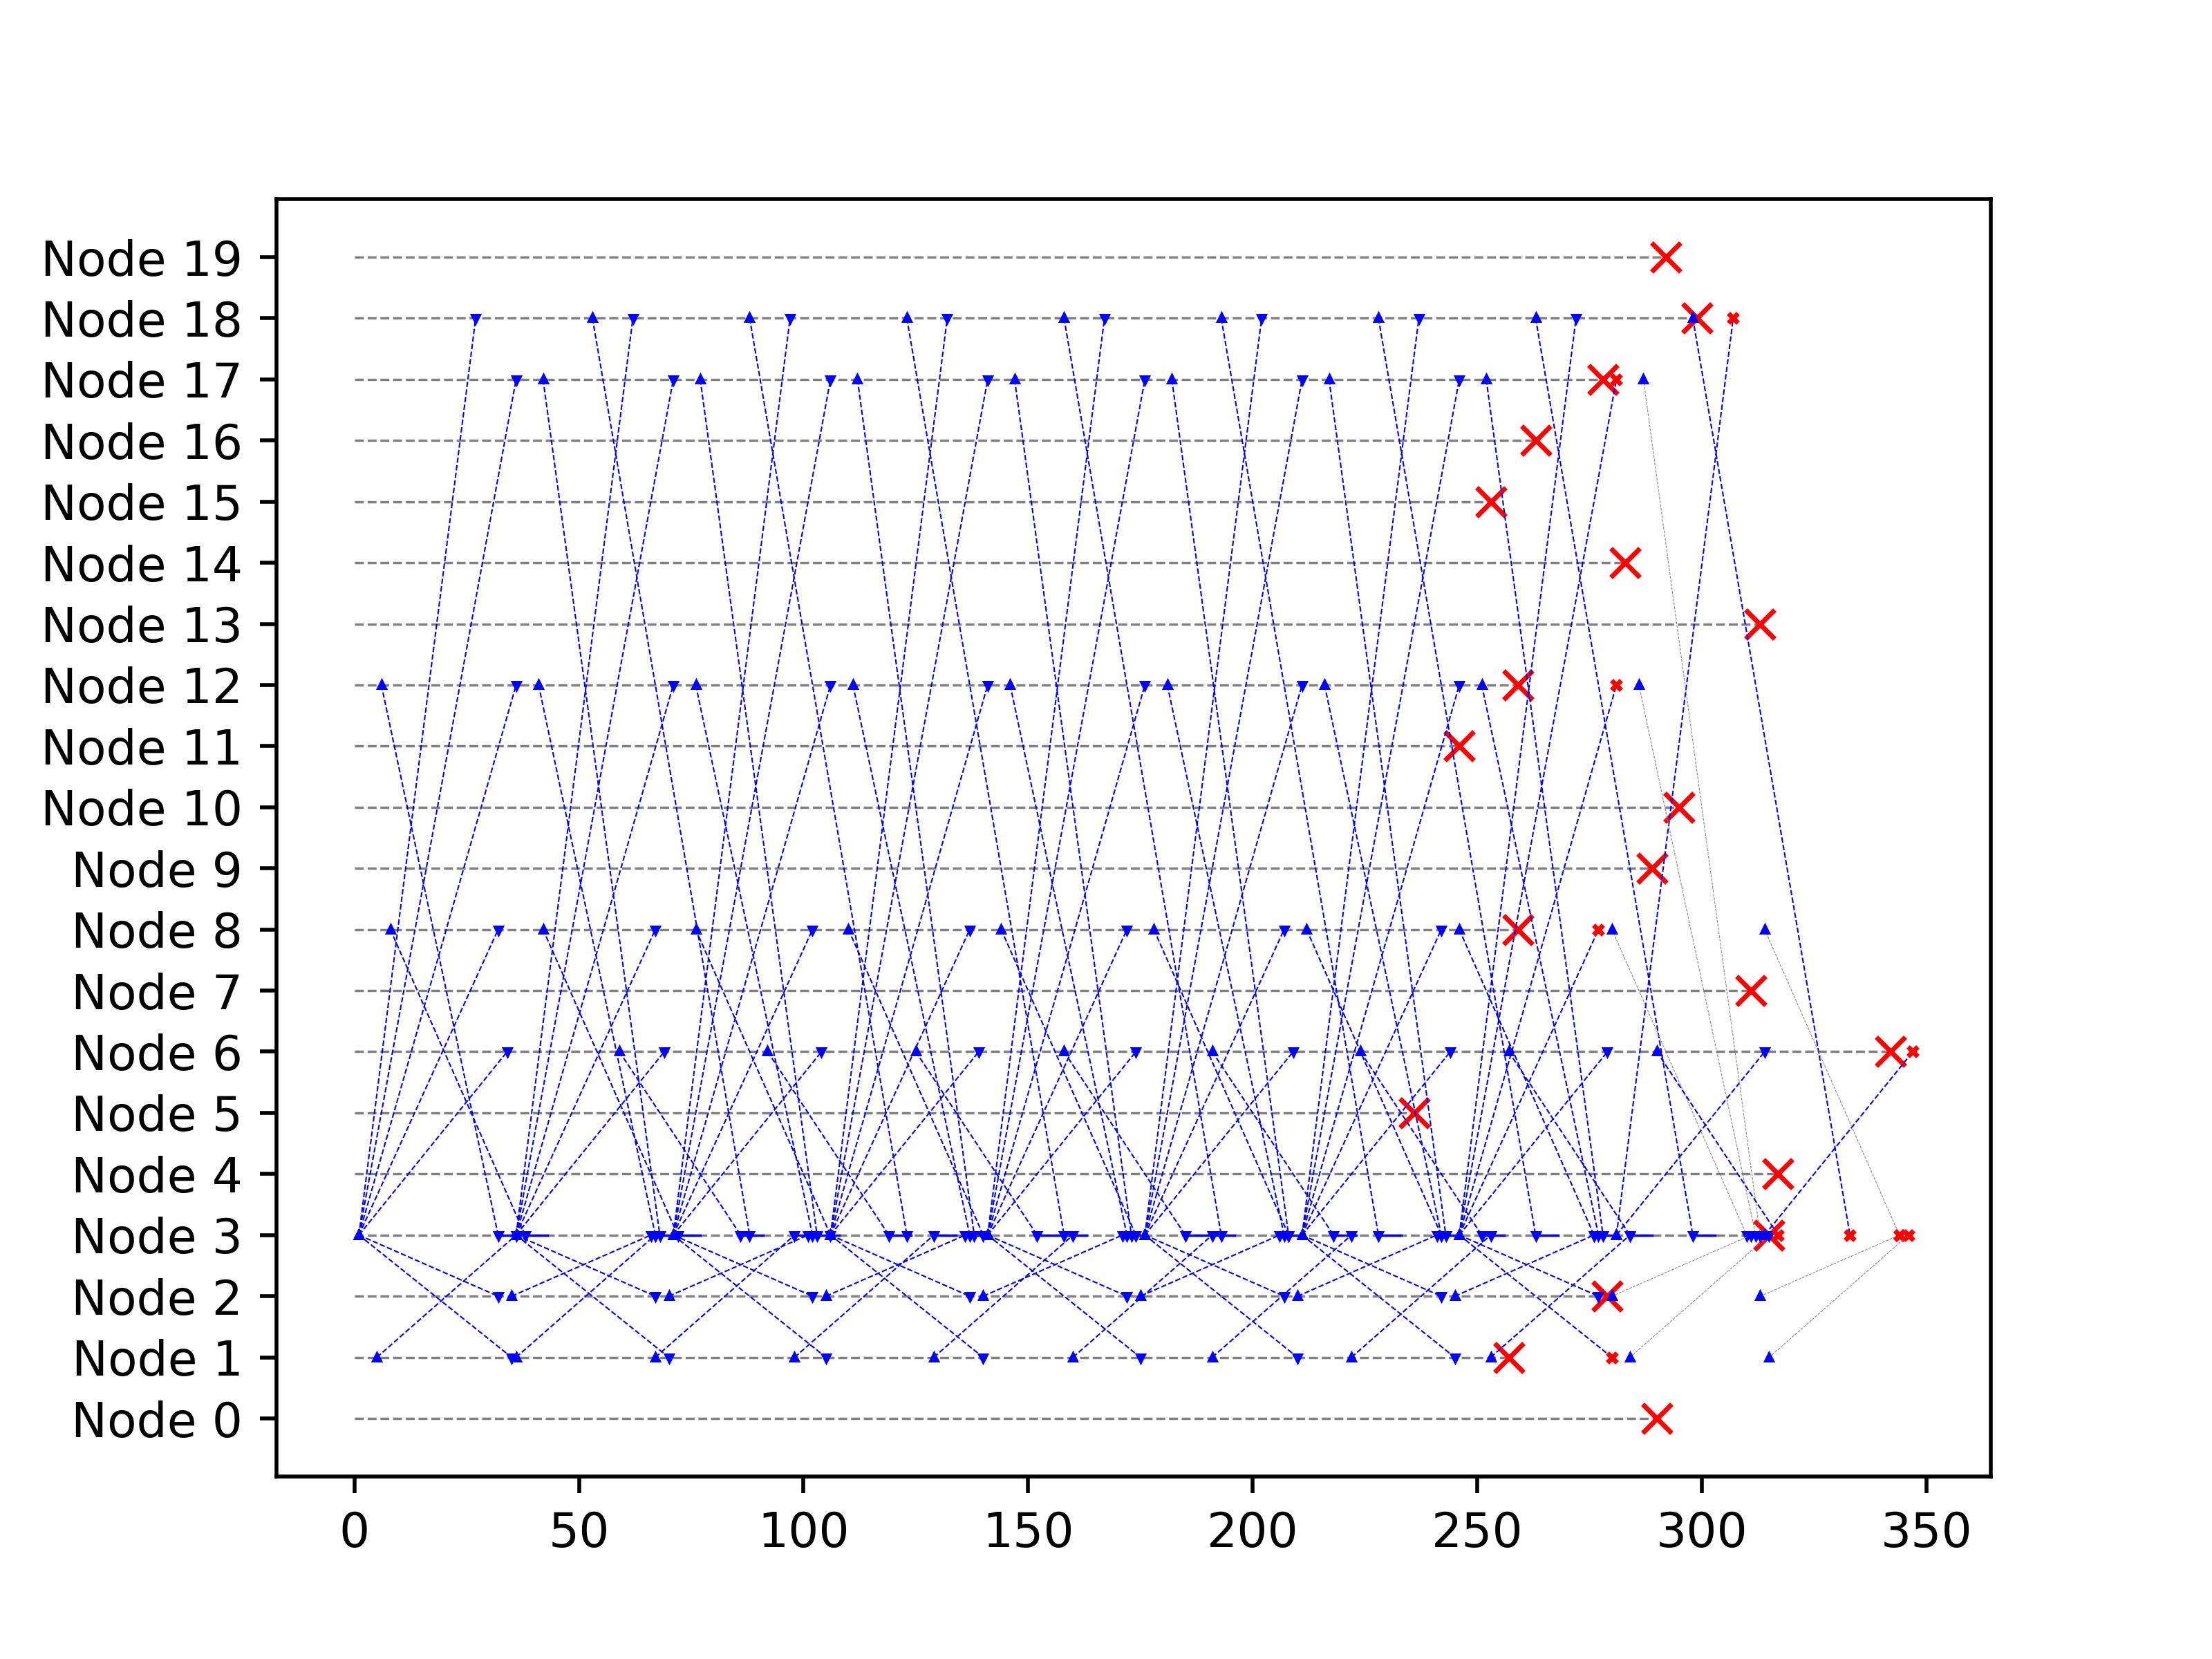 Node 19
Node 18
Node 17
Node 16
Node 15
Node 14
Node 13
Node 12
Node 11
Node 10
Node 9
Node 8
Node 7
Node 6
Node 5
Node 4
Node 3
Node 2
Node 1
Node 0
0 50 100 150 200 250 300 350